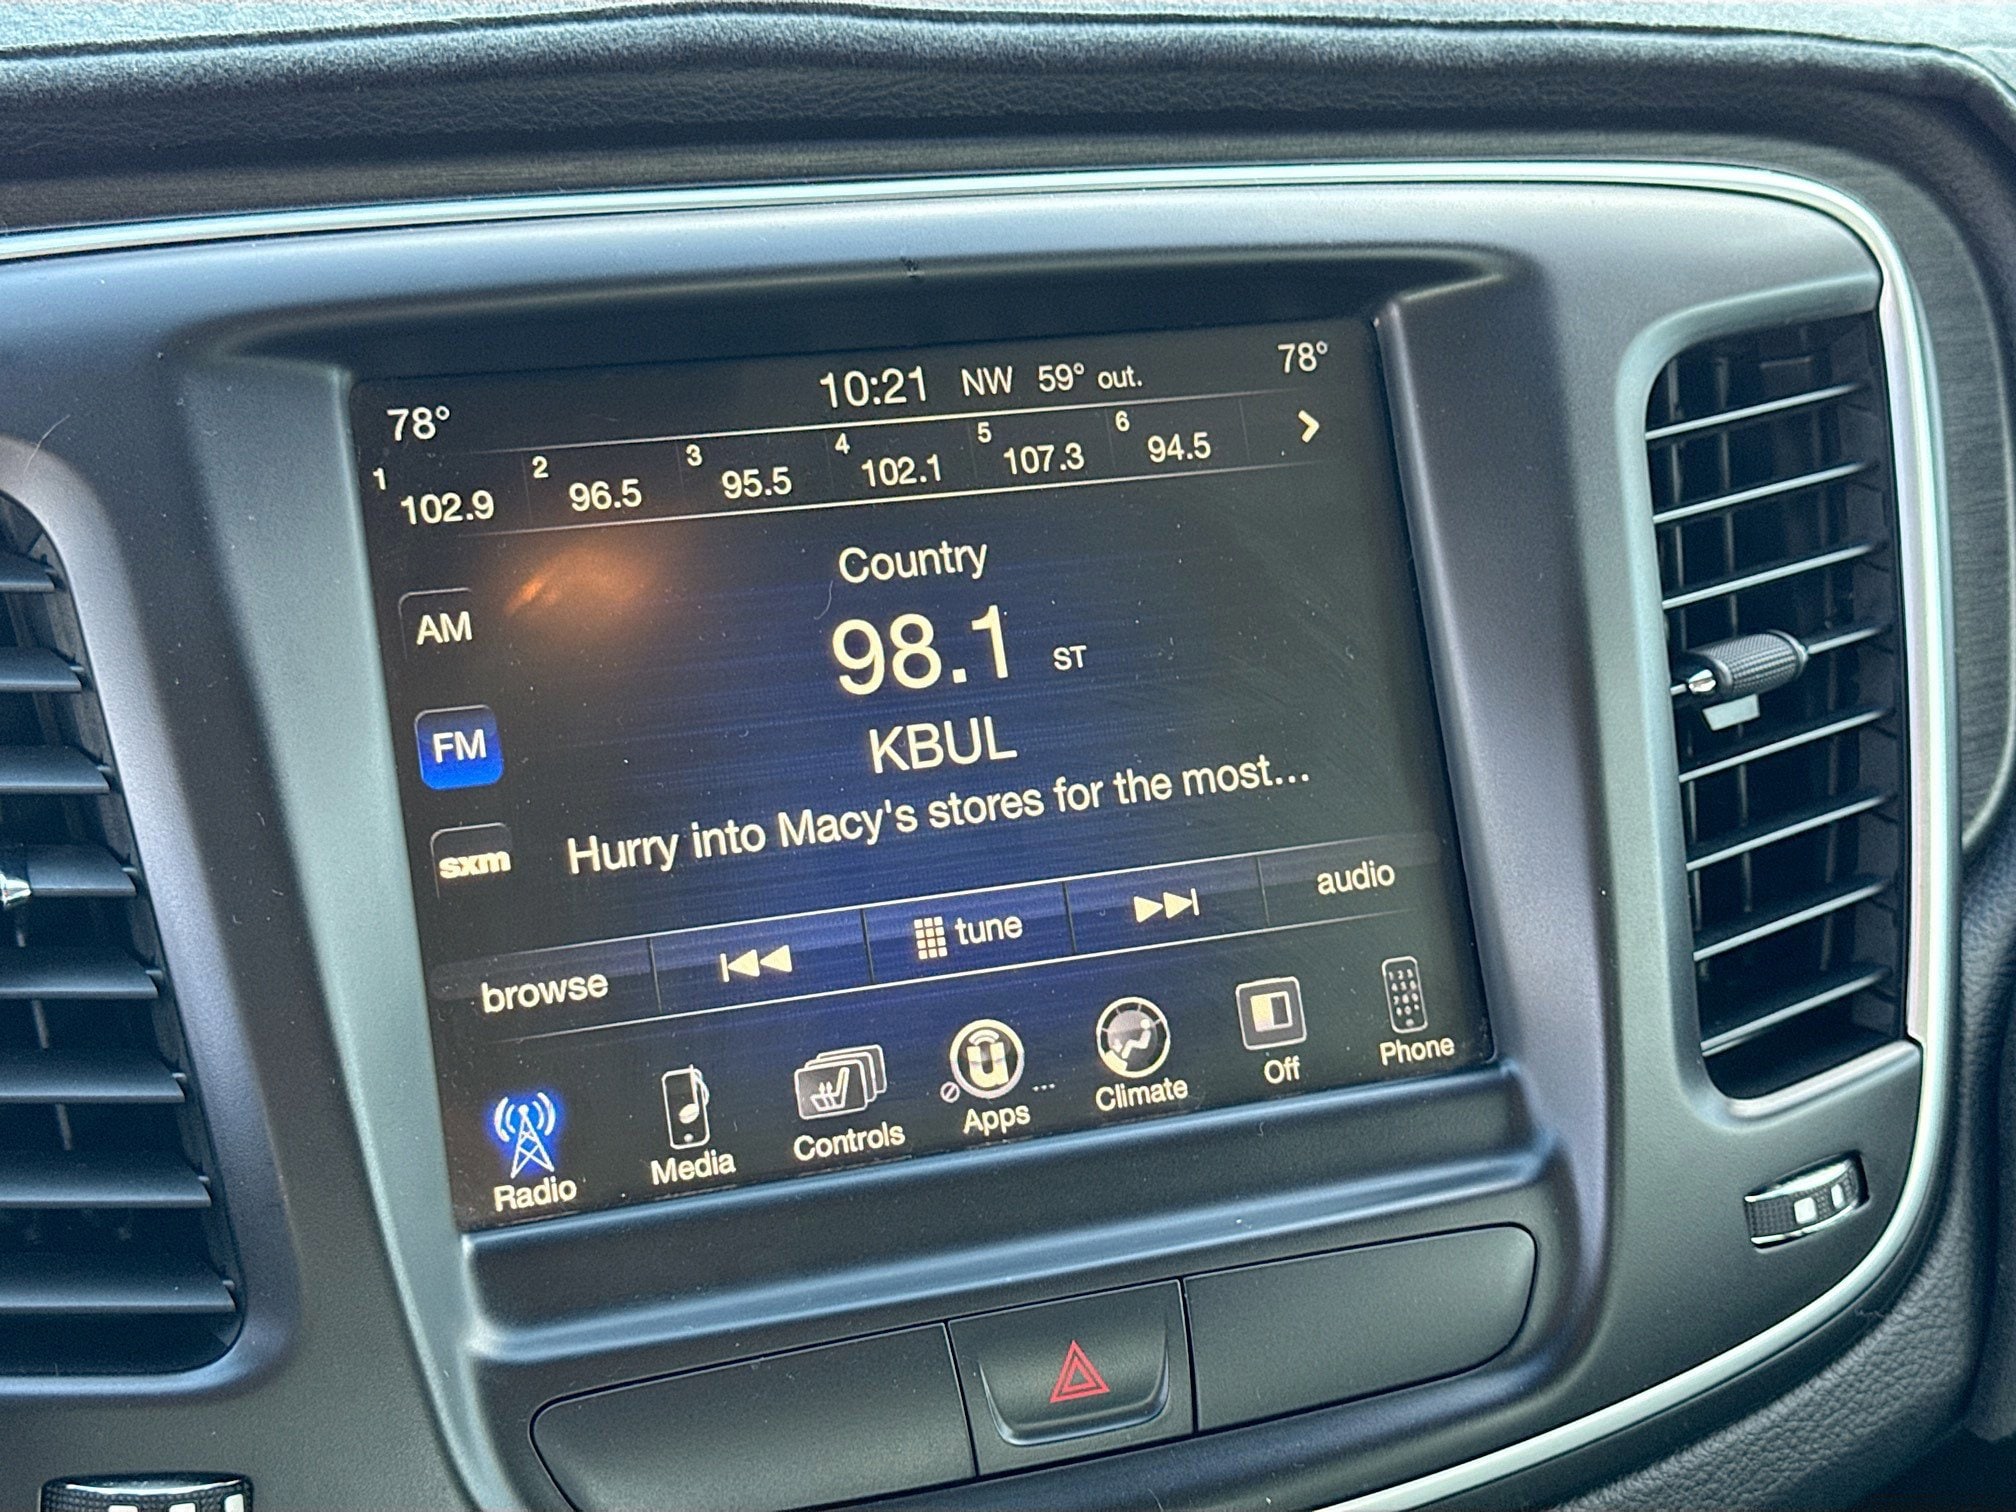 78° 10:21 NW 59° out. 78°
1 102.9 2 96.5 3 95.5 4 102.1 5 107.3 6 94.5
Country
AM
98.1 ST
FM
KBUL
sxm
Hurry into Macy's stores for the most...
browse tune audio
Radio Media Controls Apps ... Climate Off Phone